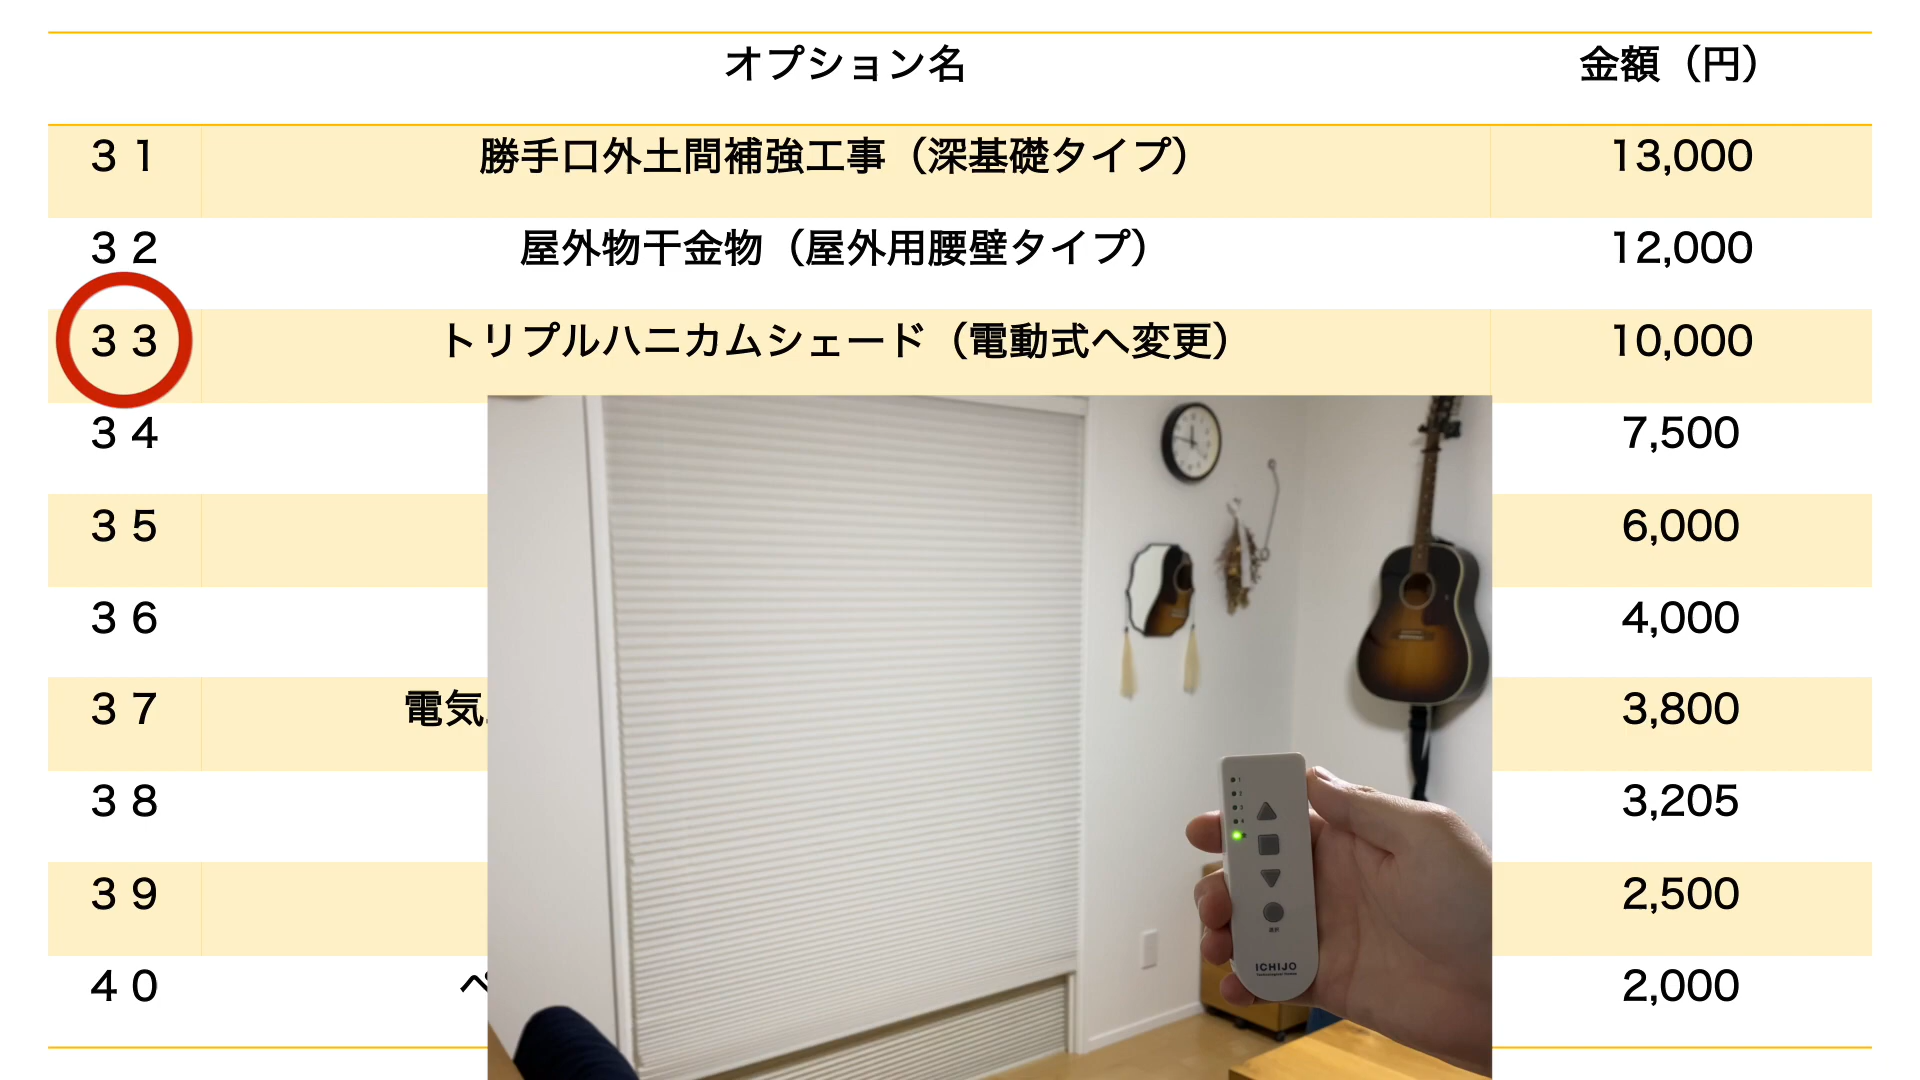 オプション名 金額（円）
３１ 勝手口外土間補強工事（深基礎タイプ） 13,000
３２ 屋外物干金物（屋外用腰壁タイプ） 12,000
３３ トリプルハニカムシェード（電動式へ変更） 10,000
３４ 7,500
３５ 6,000
３６ 4,000
３７ 電気 3,800
３８ 3,205
３９ 2,500
４０ ペ 2,000
ICHIJO